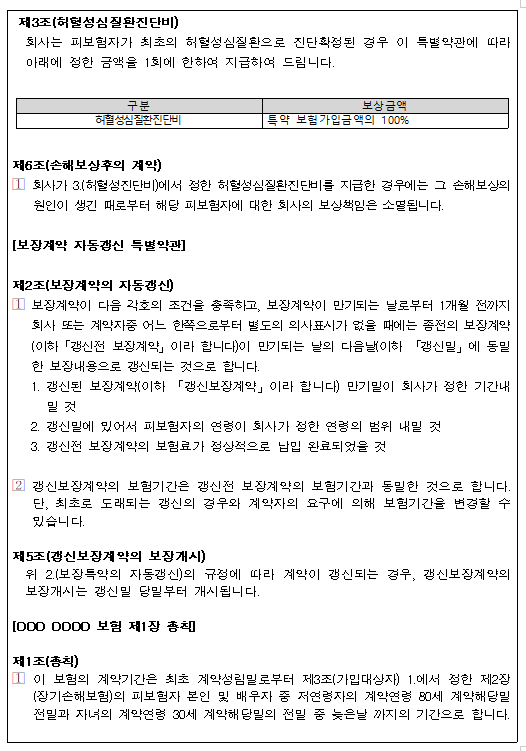 제3조(허혈성심질환진단비)
회사는 피보험자가 최초의 허혈성심질환으로 진단확정된 경우 이 특별약관에 따라
아래에 정한 금액을 1회에 한하여 지급하여 드립니다.
구분 보상금액
허혈성심질환진단비 특약 보험가입금액의 100%
제6조(손해보상후의 계약)
1 회사가 3.(허혈성진단비)에서 정한 허혈성심질환진단비를 지급한 경우에는 그 손해보상의
원인이 생긴 때로부터 해당 피보험자에 대한 회사의 보상책임은 소멸됩니다.
[보장계약 자동갱신 특별약관]
제2조(보장계약의 자동갱신)
1 보장계약이 다음 각호의 조건을 충족하고, 보장계약이 만기되는 날로부터 1개월 전까지
회사 또는 계약자중 어느 한쪽으로부터 별도의 의사표시가 없을 때에는 종전의 보장계약
(이하「갱신전 보장계약」이라 합니다)이 만기되는 날의 다음날(이하 「갱신일」에 동일
한 보장내용으로 갱신되는 것으로 합니다.
1. 갱신된 보장계약(이하 「갱신보장계약」이라 합니다) 만기일이 회사가 정한 기간내
일 것
2. 갱신일에 있어서 피보험자의 연령이 회사가 정한 연령의 범위 내일 것
3. 갱신전 보장계약의 보험료가 정상적으로 납입 완료되었을 것
2 갱신보장계약의 보험기간은 갱신전 보장계약의 보험기간과 동일한 것으로 합니다.
단, 최초로 도래되는 갱신의 경우와 계약자의 요구에 의해 보험기간을 변경할 수
있습니다.
제5조(갱신보장계약의 보장개시)
위 2.(보장특약의 자동갱신)의 규정에 따라 계약이 갱신되는 경우, 갱신보장계약의
보장개시는 갱신일 당일부터 개시됩니다.
[OOO OOOO 보험 제1장 총칙]
제1조(총칙)
1 이 보험의 계약기간은 최초 계약성립일로부터 제3조(가입대상자) 1.에서 정한 제2장
(장기손해보험)의 피보험자 본인 및 배우자 중 저연령자의 계약연령 80세 계약해당일
전일과 자녀의 계약연령 30세 계약해당일의 전일 중 늦은날 까지의 기간으로 합니다.